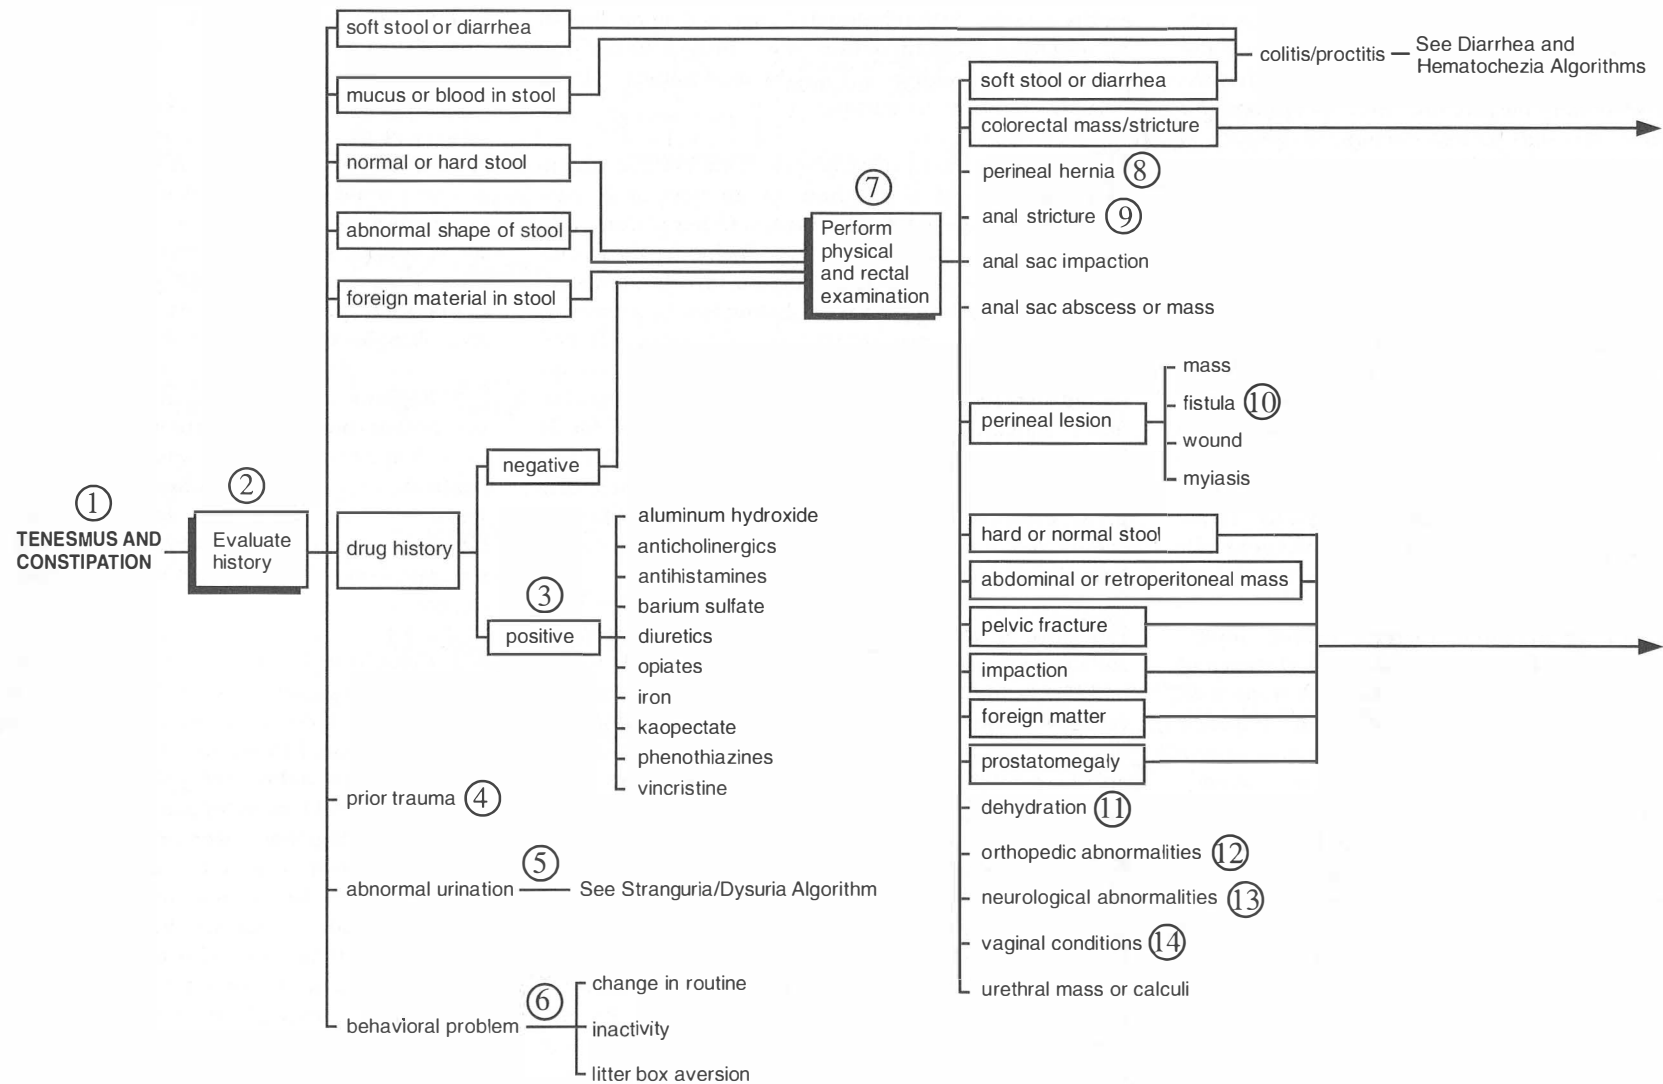 soft stool or diarrhea
mucus or blood in stool
normal or hard stool
abnormal shape of stool
foreign material in stool
1
TENESMUS AND
CONSTIPATION
2
Evaluate
history
drug history
negative
3
positive
aluminum hydroxide
anticholinergics
antihistamines
barium sulfate
diuretics
opiates
iron
kaopectate
phenothiazines
vincristine
prior trauma 4
5
abnormal urination
See Stranguria/Dysuria Algorithm
6
behavioral problem
change in routine
inactivity
litter box aversion
7
Perform
physical
and rectal
examination
colitis/proctitis
See Diarrhea and
Hematochezia Algorithms
soft stool or diarrhea
colorectal mass/stricture
perineal hernia 8
anal stricture 9
anal sac impaction
anal sac abscess or mass
perineal lesion
mass
fistula 10
wound
myiasis
hard or normal stool
abdominal or retroperitoneal mass
pelvic fracture
impaction
foreign matter
prostatomegaly
dehydration 11
orthopedic abnormalities 12
neurological abnormalities 13
vaginal conditions 14
urethral mass or calculi